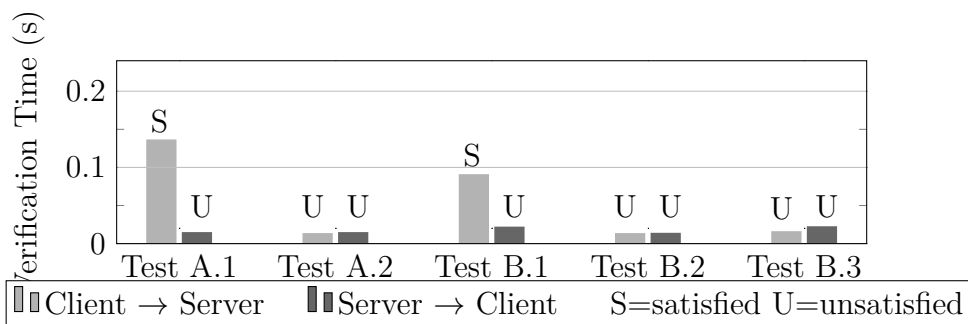 Verification Time (s)
0.2
0.1
0
S
U
U U
S
U
U U
U U
Test A.1 Test A.2 Test B.1 Test B.2 Test B.3
Client → Server Server → Client S=satisfied U=unsatisfied